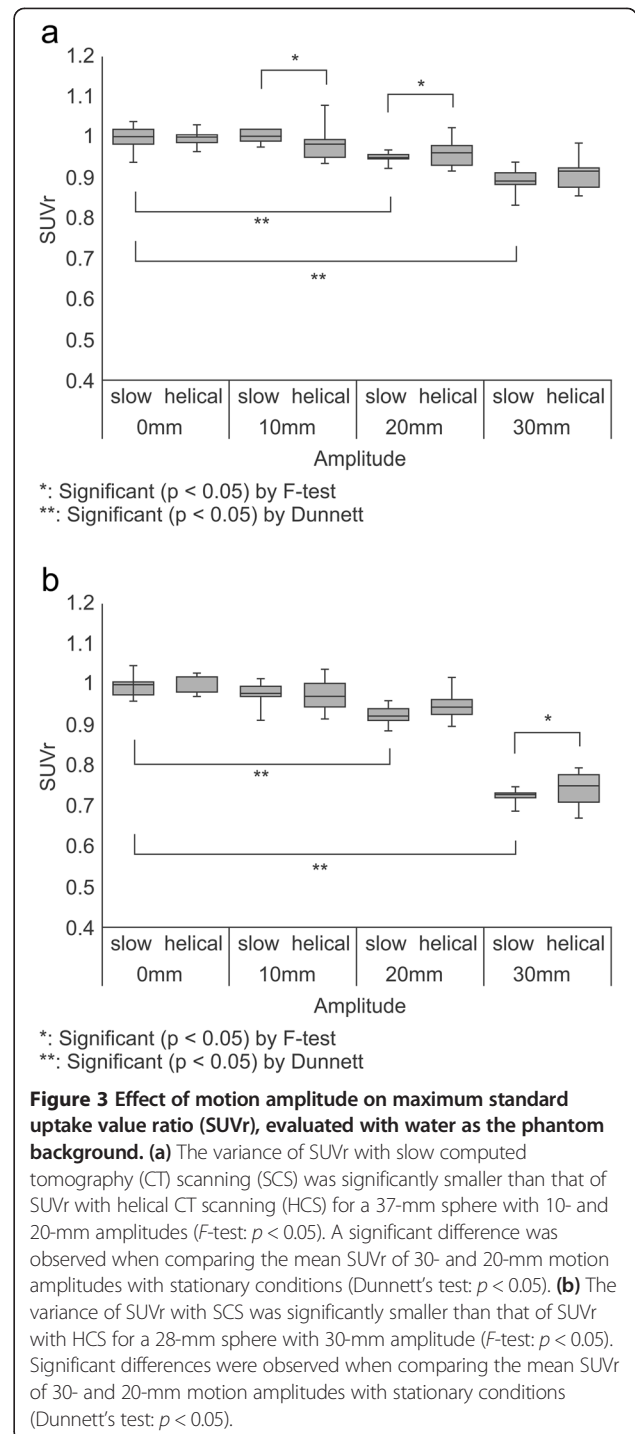 a
1.2
1.1
1
0.9
0.8
0.7
0.6
0.5
0.4
SUVr
*
*
**
**
slow helical slow helical slow helical slow helical
0mm 10mm 20mm 30mm
Amplitude
*: Significant (p < 0.05) by F-test
**: Significant (p < 0.05) by Dunnett
b
1.2
1.1
1
0.9
0.8
0.7
0.6
0.5
0.4
SUVr
*
**
**
slow helical slow helical slow helical slow helical
0mm 10mm 20mm 30mm
Amplitude
*: Significant (p < 0.05) by F-test
**: Significant (p < 0.05) by Dunnett
Figure 3 Effect of motion amplitude on maximum standard
uptake value ratio (SUVr), evaluated with water as the phantom
background. (a) The variance of SUVr with slow computed
tomography (CT) scanning (SCS) was significantly smaller than that of
SUVr with helical CT scanning (HCS) for a 37-mm sphere with 10- and
20-mm amplitudes (F-test: p < 0.05). A significant difference was
observed when comparing the mean SUVr of 30- and 20-mm motion
amplitudes with stationary conditions (Dunnett's test: p < 0.05). (b) The
variance of SUVr with SCS was significantly smaller than that of SUVr
with HCS for a 28-mm sphere with 30-mm amplitude (F-test: p < 0.05).
Significant differences were observed when comparing the mean SUVr
of 30- and 20-mm motion amplitudes with stationary conditions
(Dunnett's test: p < 0.05).